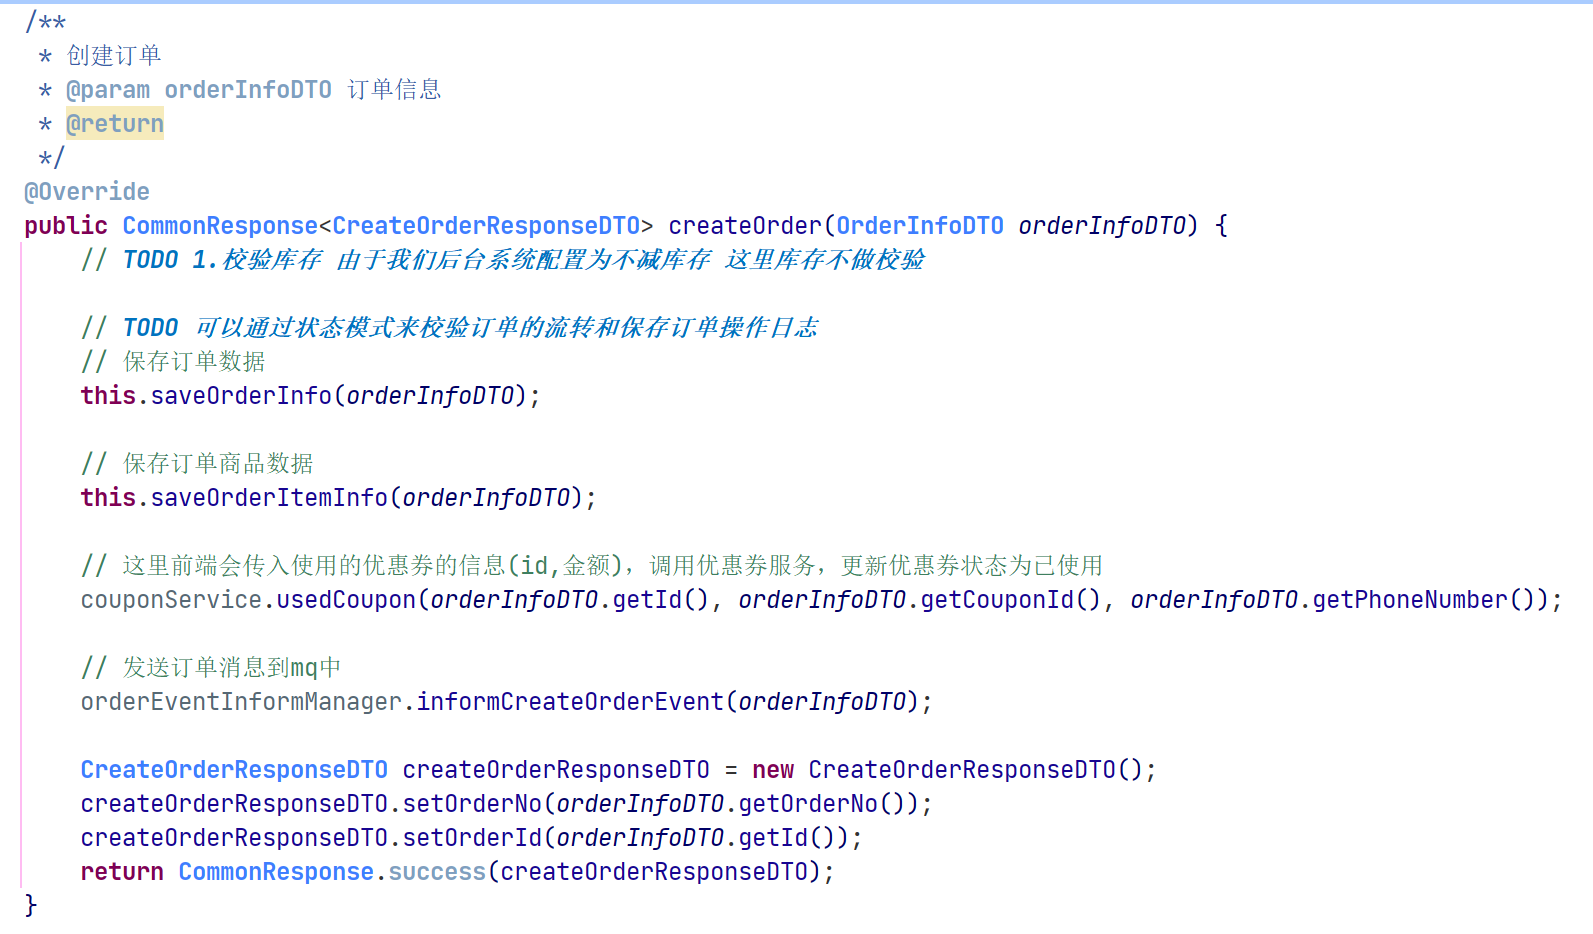 /**
 * 创建订单
 * @param orderInfoDTO 订单信息
 * @return
 */
@Override
public CommonResponse<CreateOrderResponseDTO> createOrder(OrderInfoDTO orderInfoDTO) {
    // TODO 1.校验库存 由于我们后台系统配置为不减库存 这里库存不做校验

    // TODO 可以通过状态模式来校验订单的流转和保存订单操作日志
    // 保存订单数据
    this.saveOrderInfo(orderInfoDTO);

    // 保存订单商品数据
    this.saveOrderItemInfo(orderInfoDTO);

    // 这里前端会传入使用的优惠券的信息(id,金额)，调用优惠券服务，更新优惠券状态为已使用
    couponService.usedCoupon(orderInfoDTO.getId(), orderInfoDTO.getCouponId(), orderInfoDTO.getPhoneNumber());

    // 发送订单消息到mq中
    orderEventInformManager.informCreateOrderEvent(orderInfoDTO);

    CreateOrderResponseDTO createOrderResponseDTO = new CreateOrderResponseDTO();
    createOrderResponseDTO.setOrderNo(orderInfoDTO.getOrderNo());
    createOrderResponseDTO.setOrderId(orderInfoDTO.getId());
    return CommonResponse.success(createOrderResponseDTO);
}